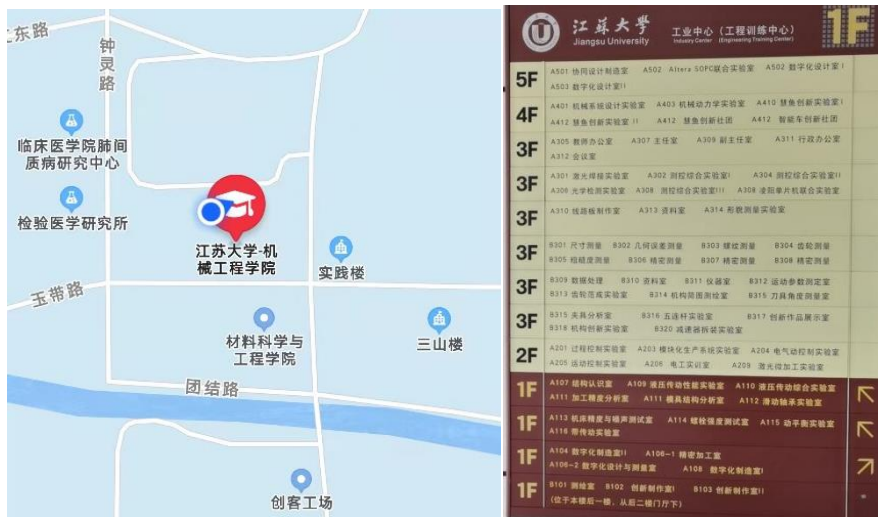 东路
钟灵路
临床医学院肺间
质病研究中心
检验医学研究所
江苏大学-机
械工程学院
实践楼
玉带路
材料科学与
工程学院
三山楼
团结路
创客工场
江蘇大學
Jiangsu University
工业中心（工程训练中心）
Industry Center (Engineering Training Center)
1F
5F
A501 协同设计制造室 A502 Altera SOPC联合实验室 A502 数字化设计室I
A503 数字化设计室II
4F
A401 机械系统设计实验室 A403 机械动力学实验室 A410 慧鱼创新实验室I
A412 慧鱼创新实验室 II A412 慧鱼创新社团 A412 智能车创新社团
3F
A305 教师办公室 A307 主任室 A309 副主任室 A311 行政办公室
A312 会议室
3F
A301 激光焊接实验室 A302 测控综合实验室I A304 测控综合实验室II
A306 光学检测实验室 A308 测控综合实验室III A308 凌阳单片机联合实验室
3F
A310 线路板制作室 A313 资料室 A314 形貌测量实验室
3F
B301 尺寸测量 B302 几何误差测量 B303 螺纹测量 B304 齿轮测量
B305 粗糙度测量 B306 精密测量 B307 精密测量 B308 精密测量
3F
B309 数据处理 B310 资料室 B311 仪器室 B312 运动参数测定室
B313 齿轮范成实验室 B314 机构简图测绘室 B315 刀具角度测量室
3F
B315 夹具分析室 B316 五连杆实验室 B317 创新作品展示室
B318 机构创新实验室 B320 减速器拆装实验室
2F
A201 过程控制实验室 A203 模块化生产系统实验室 A204 电气动控制实验室
A205 运动控制实验室 A206 电工实训室 A209 激光微加工实验室
1F
A107 结构认识室 A109 液压传动性能实验室 A110 液压传动综合实验室
A111 加工精度分析室 A111 模具结构分析室 A112 滑动轴承实验室
1F
A113 机床精度与噪声测试室 A114 螺栓强度测试室 A115 动平衡实验室
A116 带传动实验室
1F
A104 数字化制造室II A106-1 精密加工室
A106-2 数字化设计与测量室 A108 数字化制造室I
1F
B101 测绘室 B102 创新制作室I B103 创新制作室II
(位于本楼后一楼，从后二楼门厅下)